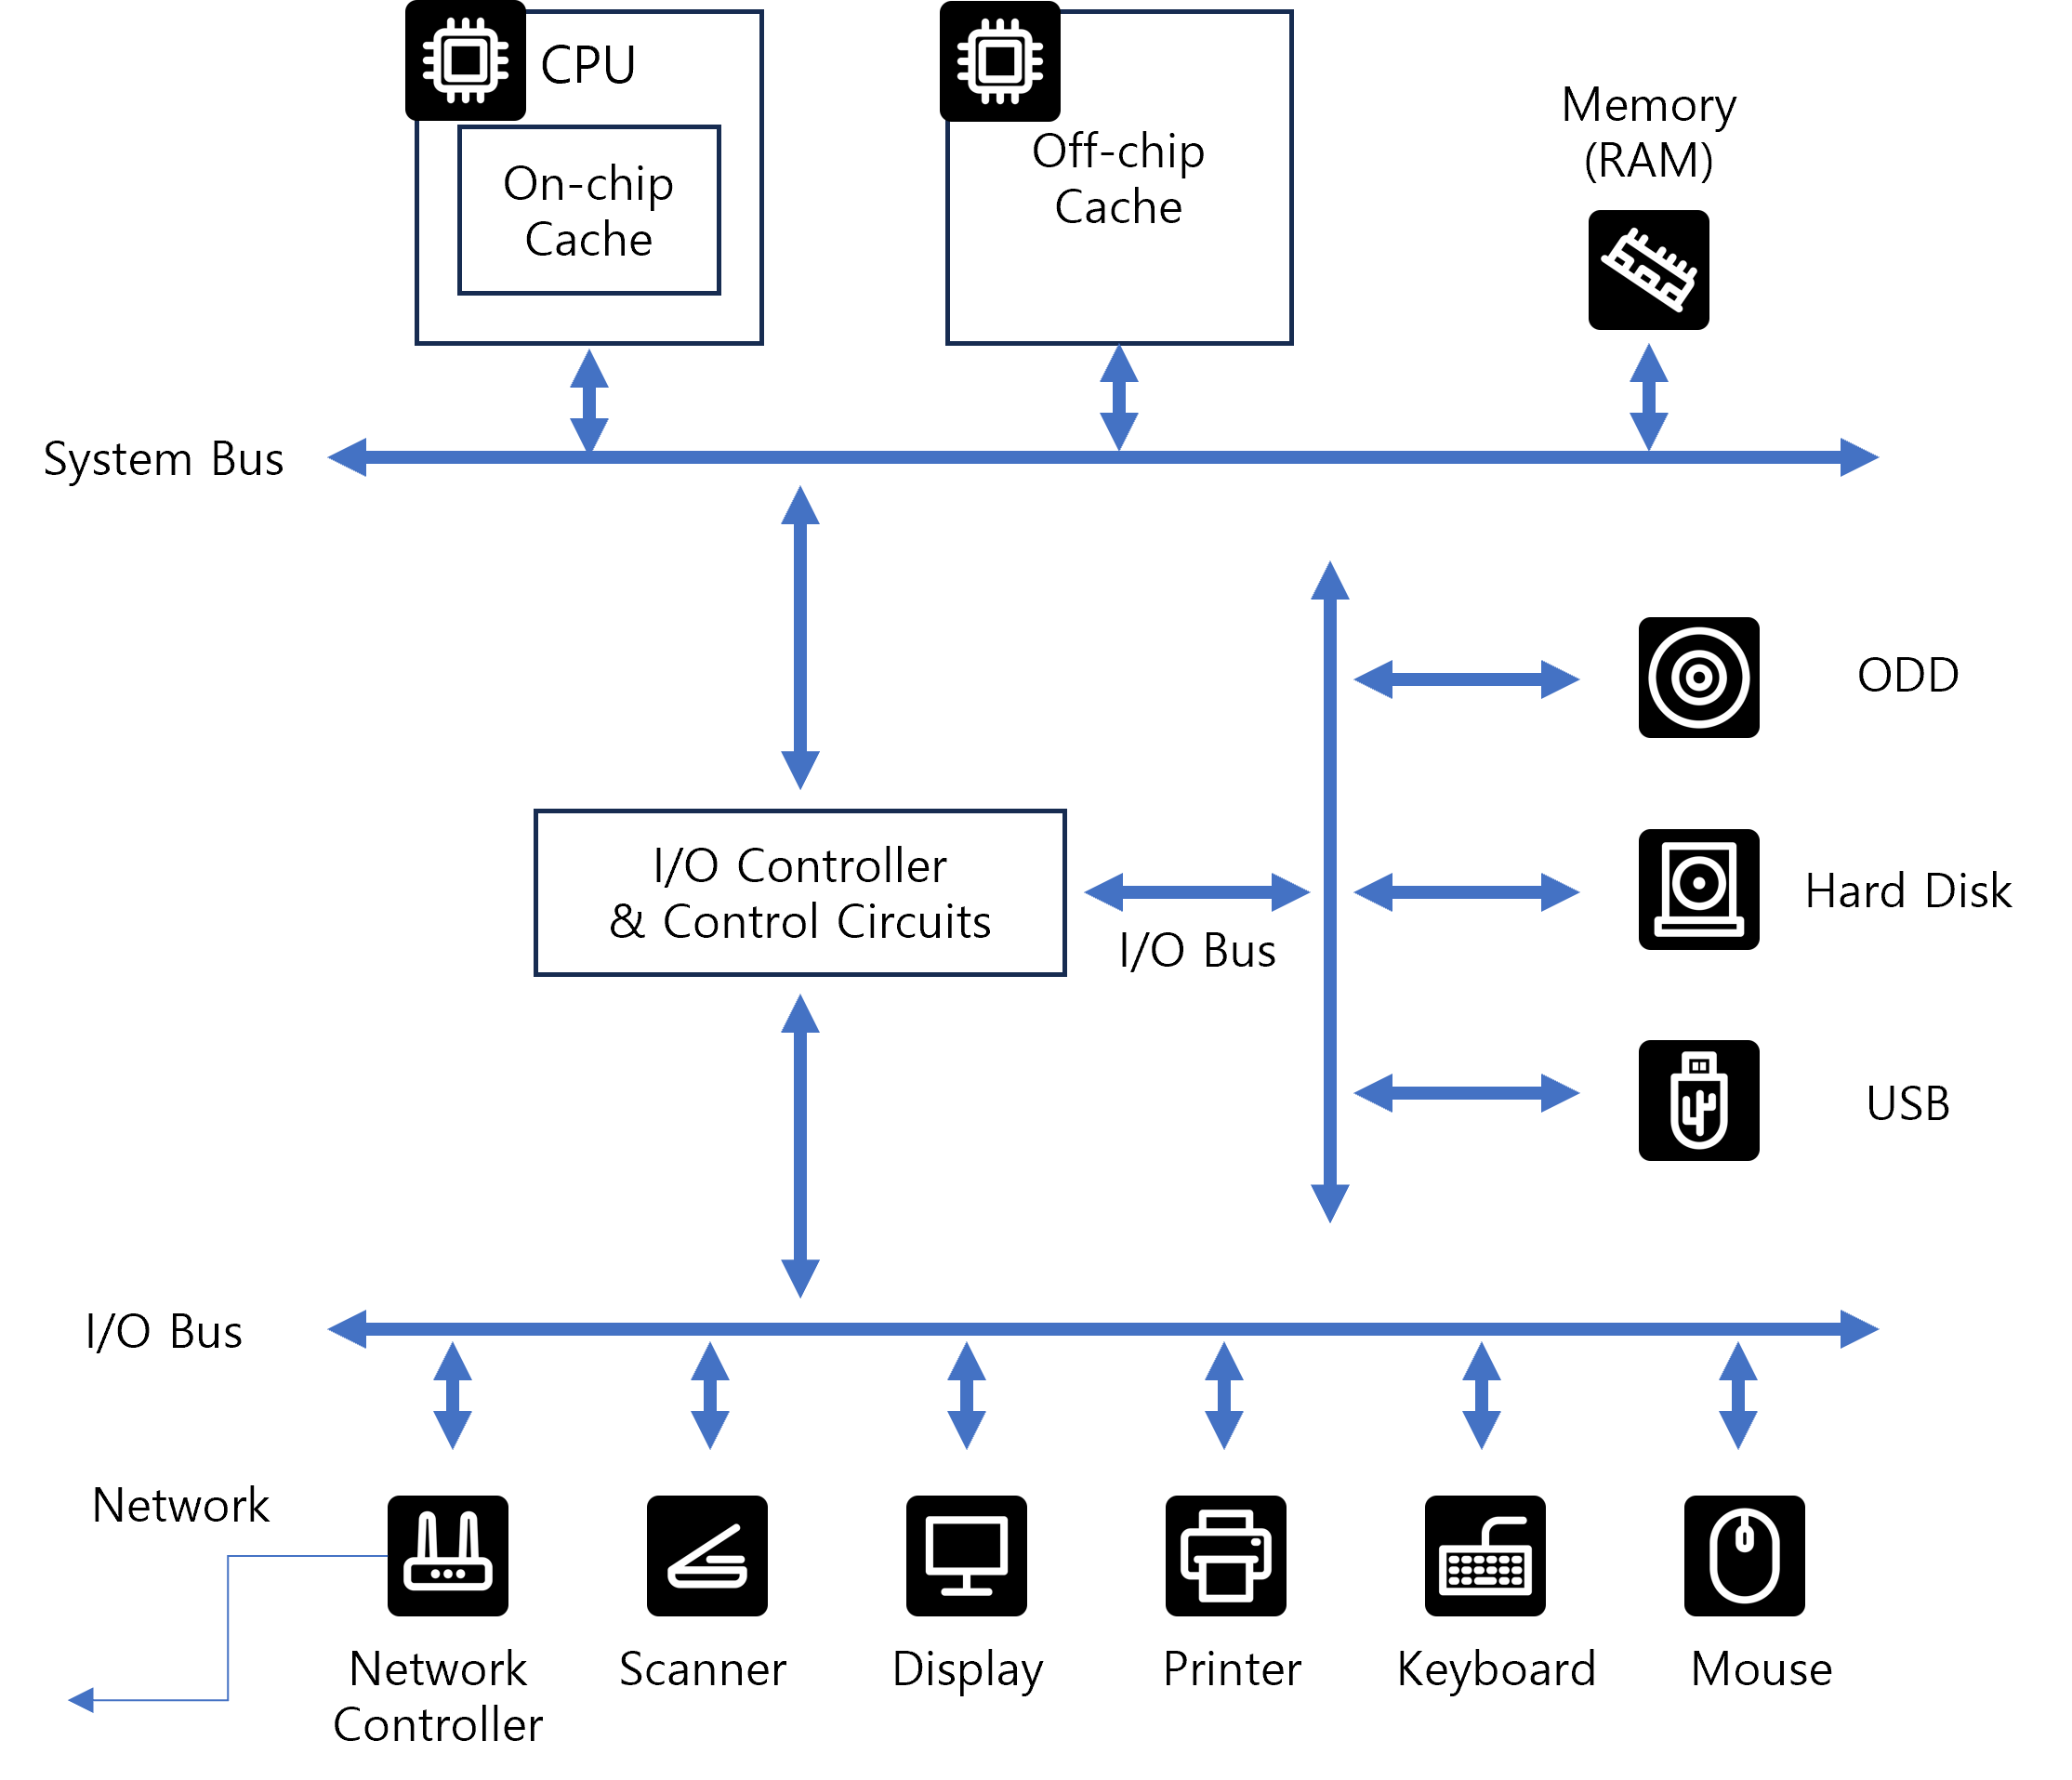 CPU
On-chip
Cache
Off-chip
Cache
Memory
(RAM)
System Bus
ODD
I/O Controller
& Control Circuits
Hard Disk
I/O Bus
USB
I/O Bus
Network
Network
Controller
Scanner
Display
Printer
Keyboard
Mouse